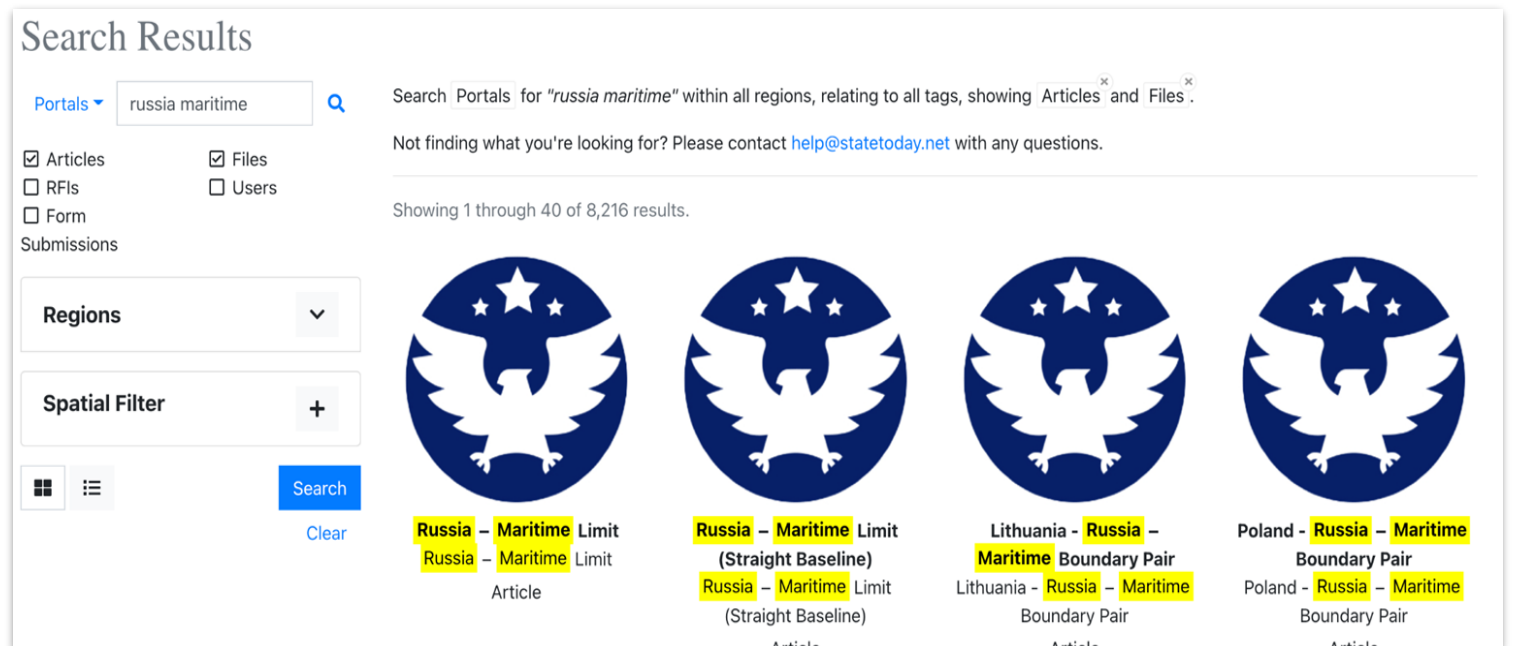 Search Results
Portals
russia maritime
Articles
Files
RFIs
Users
Form
Submissions
Regions
Spatial Filter
Search
Clear
Search Portals for "russia maritime" within all regions, relating to all tags, showing Articles × and Files × .
Not finding what you're looking for? Please contact help@statetoday.net with any questions.
Showing 1 through 40 of 8,216 results.
Russia – Maritime Limit
Russia – Maritime Limit
Article
Russia – Maritime Limit
(Straight Baseline)
Russia – Maritime Limit
(Straight Baseline)
Article
Lithuania - Russia –
Maritime Boundary Pair
Lithuania - Russia – Maritime
Boundary Pair
Article
Poland - Russia – Maritime
Boundary Pair
Poland - Russia – Maritime
Boundary Pair
Article